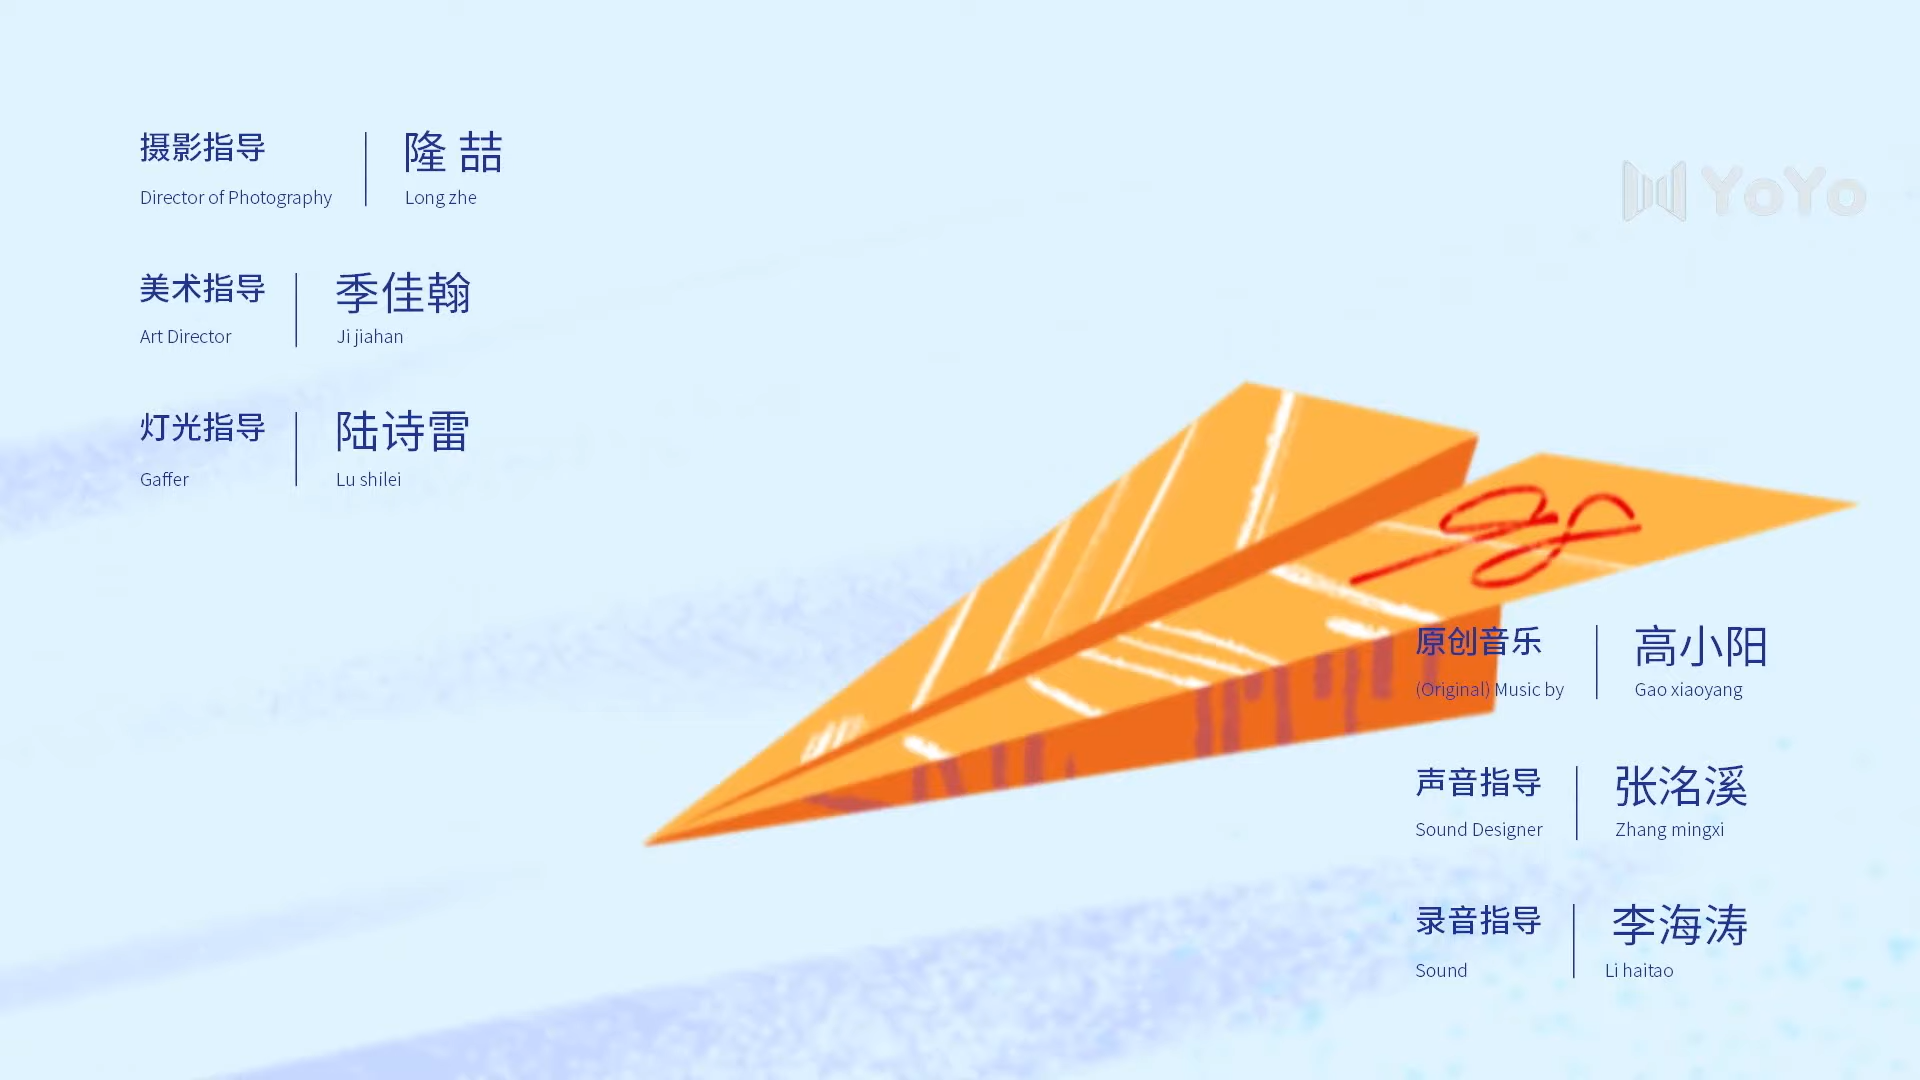 摄影指导
隆 喆
Director of Photography
Long zhe
美术指导
季佳翰
Art Director
Ji jiahan
灯光指导
陆诗雷
Gaffer
Lu shilei
YoYo
原创音乐
高小阳
(Original) Music by
Gao xiaoyang
声音指导
张洺溪
Sound Designer
Zhang mingxi
录音指导
李海涛
Sound
Li haitao